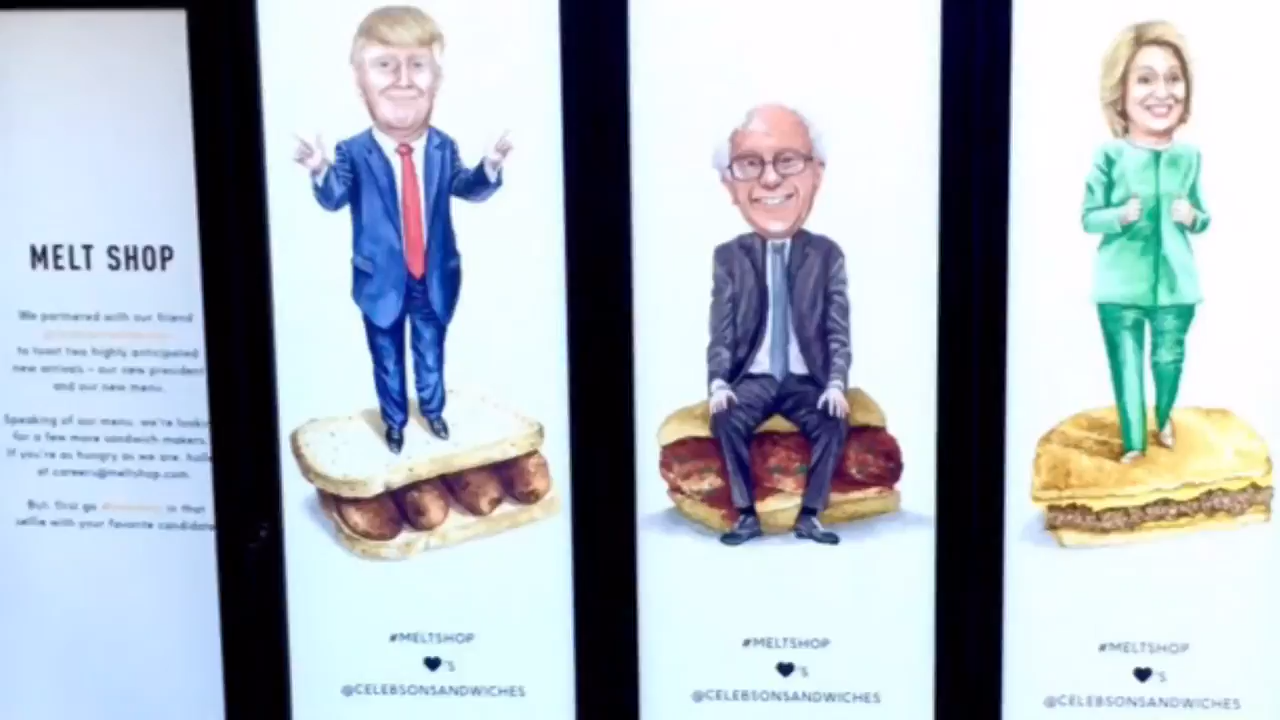 MELT SHOP
We partnered with our friend
to toast two highly anticipated
new arrivals – our new president
and our new menu.
Speaking of our menu, we're
for a few more sandwich makers.
If you're as hungry as we are,
at careers@meltshop.com.
But, first go in that
selfie with your favorite candidate
#MELTSHOP
♥'S
@CELEBSONSANDWICHES
#MELTSHOP
♥'S
@CELEBSONSANDWICHES
#MELTSHOP
♥'S
@CELEBSONSANDWICHES